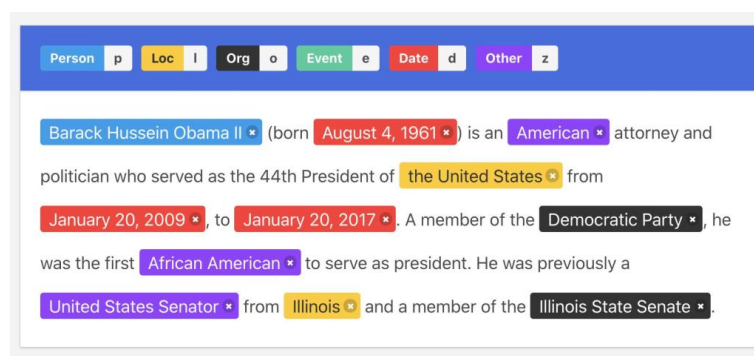 Person p Loc l Org o Event e Date d Other z
Barack Hussein Obama II (born August 4, 1961) is an American attorney and
politician who served as the 44th President of the United States from
January 20, 2009, to January 20, 2017. A member of the Democratic Party, he
was the first African American to serve as president. He was previously a
United States Senator from Illinois and a member of the Illinois State Senate.